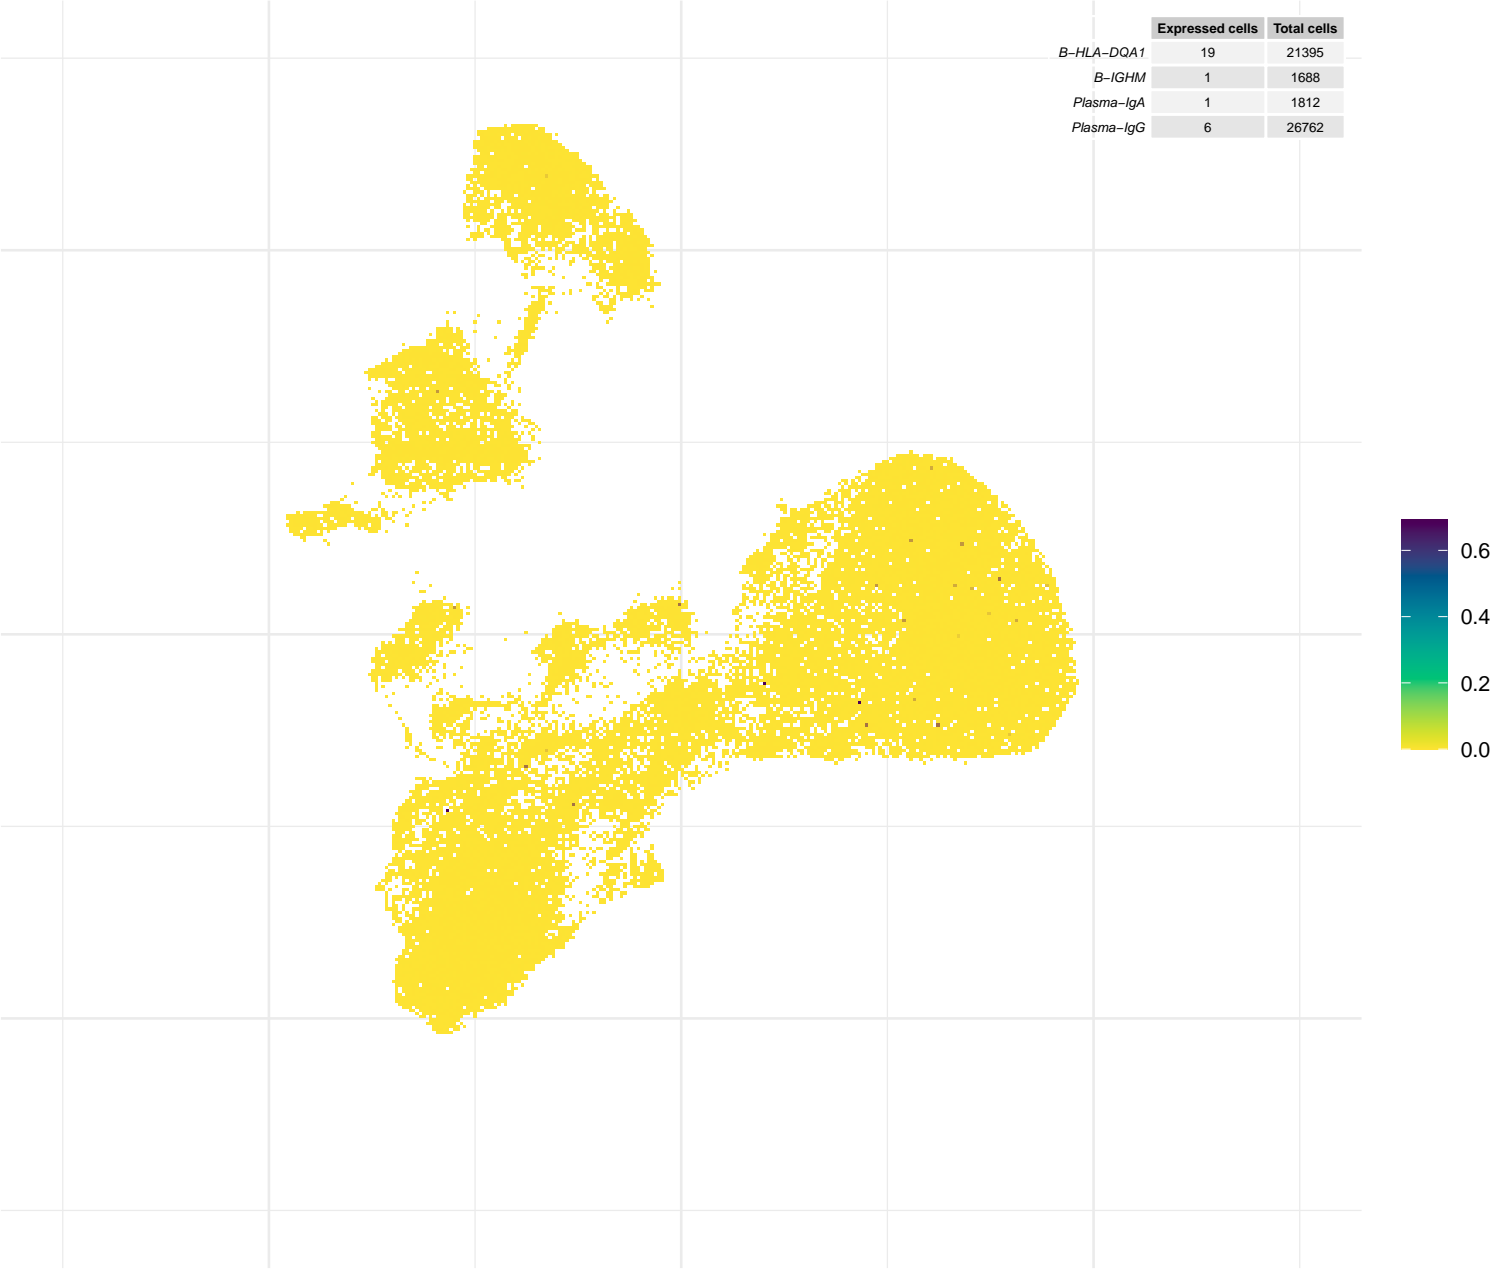 Expressed cells Total cells
B−HLA−DQA1 19 21395
B−IGHM 1 1688
Plasma−IgA 1 1812
Plasma−IgG 6 26762
0.6
0.4
0.2
0.0